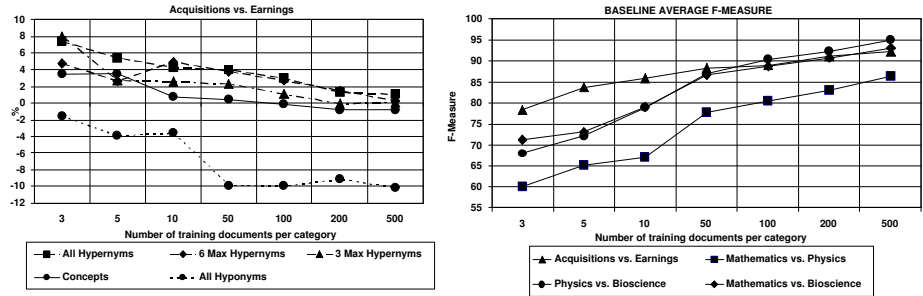 Acquisitions vs. Earnings
10
8
6
4
2
0
-2
-4
-6
-8
-10
-12
%
3 5 10 50 100 200 500
Number of training documents per category
All Hypernyms 6 Max Hypernyms 3 Max Hypernyms
Concepts All Hyponyms
BASELINE AVERAGE F-MEASURE
100
95
90
85
80
75
70
65
60
55
F-Measure
3 5 10 50 100 200 500
Number of training documents per category
Acquisitions vs. Earnings Mathematics vs. Physics
Physics vs. Bioscience Mathematics vs. Bioscience